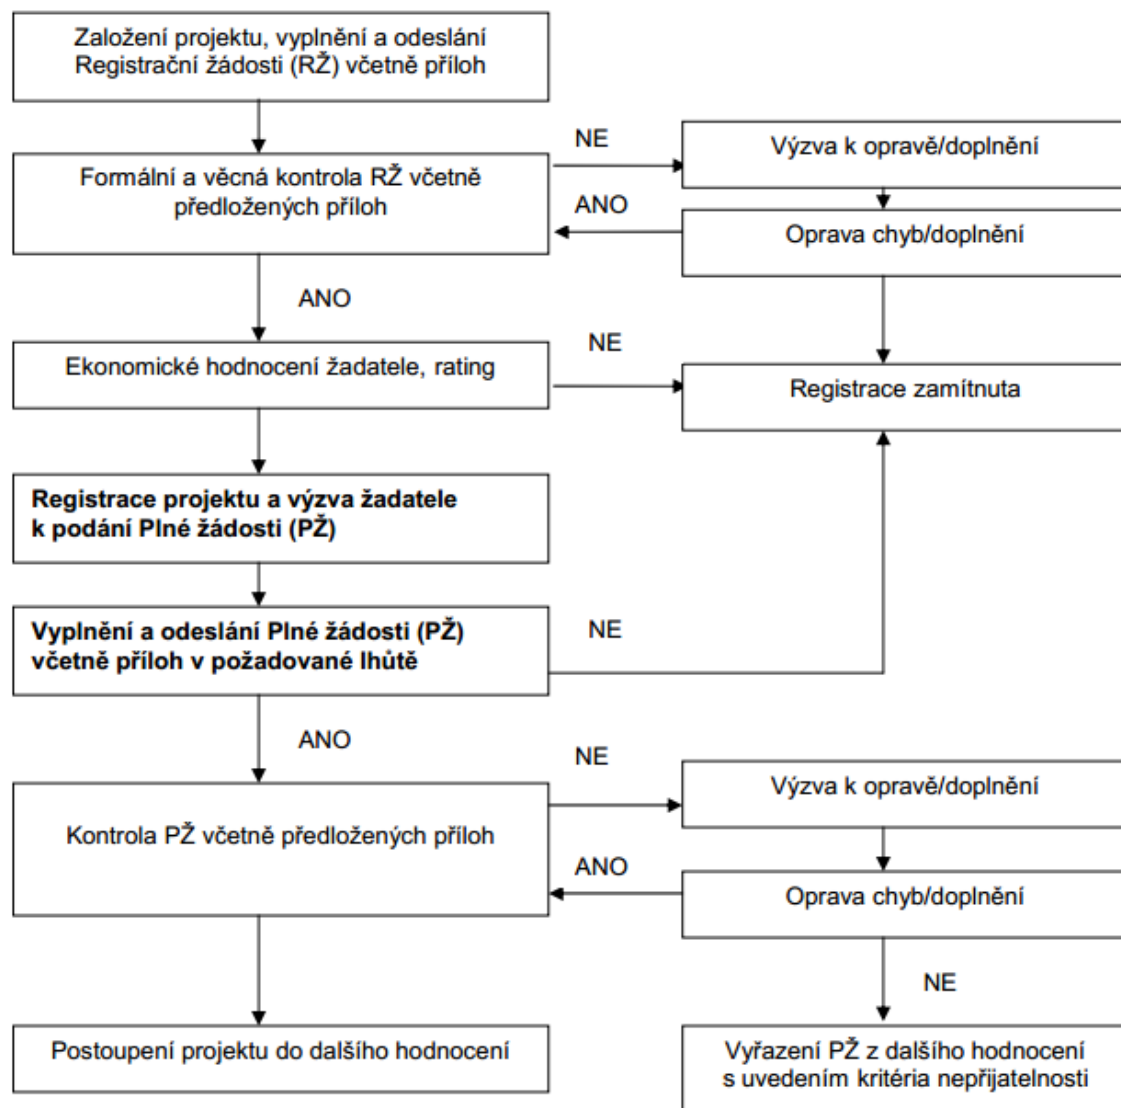 Založení projektu, vyplnění a odeslání
Registrační žádosti (RŽ) včetně příloh
NE
Výzva k opravě/doplnění
Formální a věcná kontrola RŽ včetně
předložených příloh
ANO
Oprava chyb/doplnění
ANO
Ekonomické hodnocení žadatele, rating
NE
Registrace zamítnuta
Registrace projektu a výzva žadatele
k podání Plné žádosti (PŽ)
Vyplnění a odeslání Plné žádosti (PŽ)
včetně příloh v požadované lhůtě
NE
ANO
NE
Výzva k opravě/doplnění
Kontrola PŽ včetně předložených příloh
ANO
Oprava chyb/doplnění
NE
Postoupení projektu do dalšího hodnocení
Vyřazení PŽ z dalšího hodnocení
s uvedením kritéria nepřijatelnosti